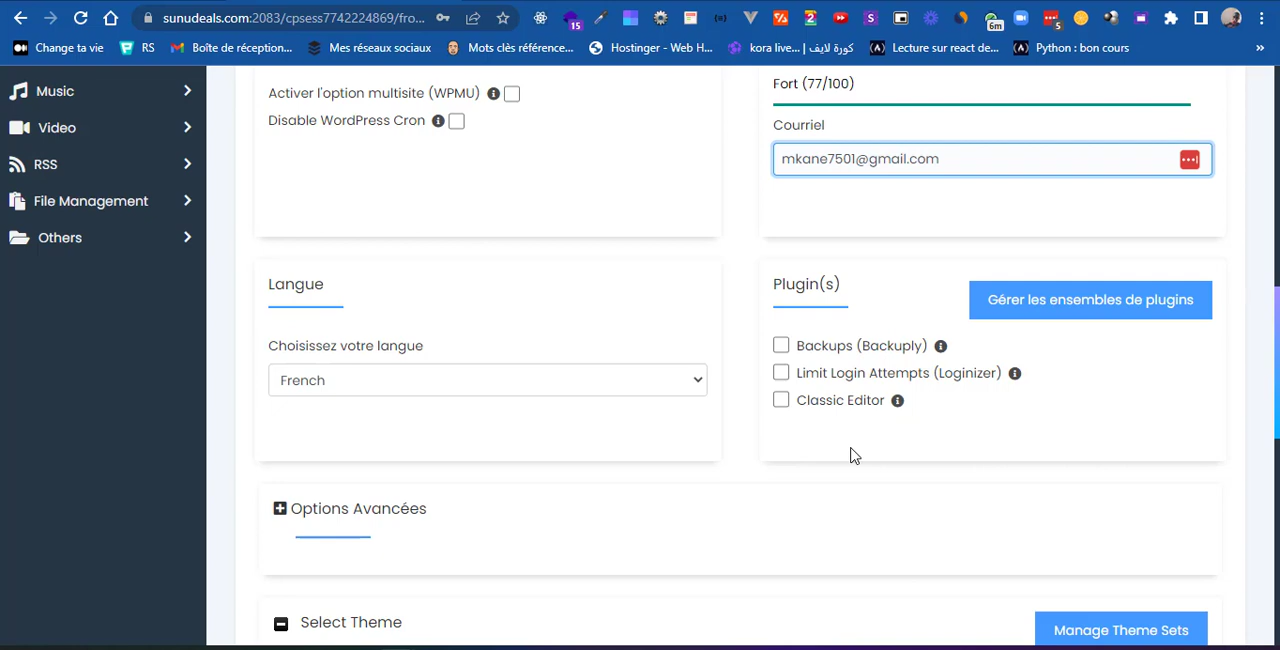 sunudeals.com:2083/cpsess7742224869/fro...
15
6m
5
Change ta vie
RS
Boîte de réception...
Mes réseaux sociaux
Mots clés référence...
Hostinger - Web H...
kora live... | كورة لايف
Lecture sur react de...
Python : bon cours
»
Music
Video
RSS
File Management
Others
Activer l'option multisite (WPMU)
Disable WordPress Cron
Fort (77/100)
Courriel
mkane7501@gmail.com
Langue
Choisissez votre langue
French
Plugin(s)
Gérer les ensembles de plugins
Backups (Backuply)
Limit Login Attempts (Loginizer)
Classic Editor
Options Avancées
Select Theme
Manage Theme Sets